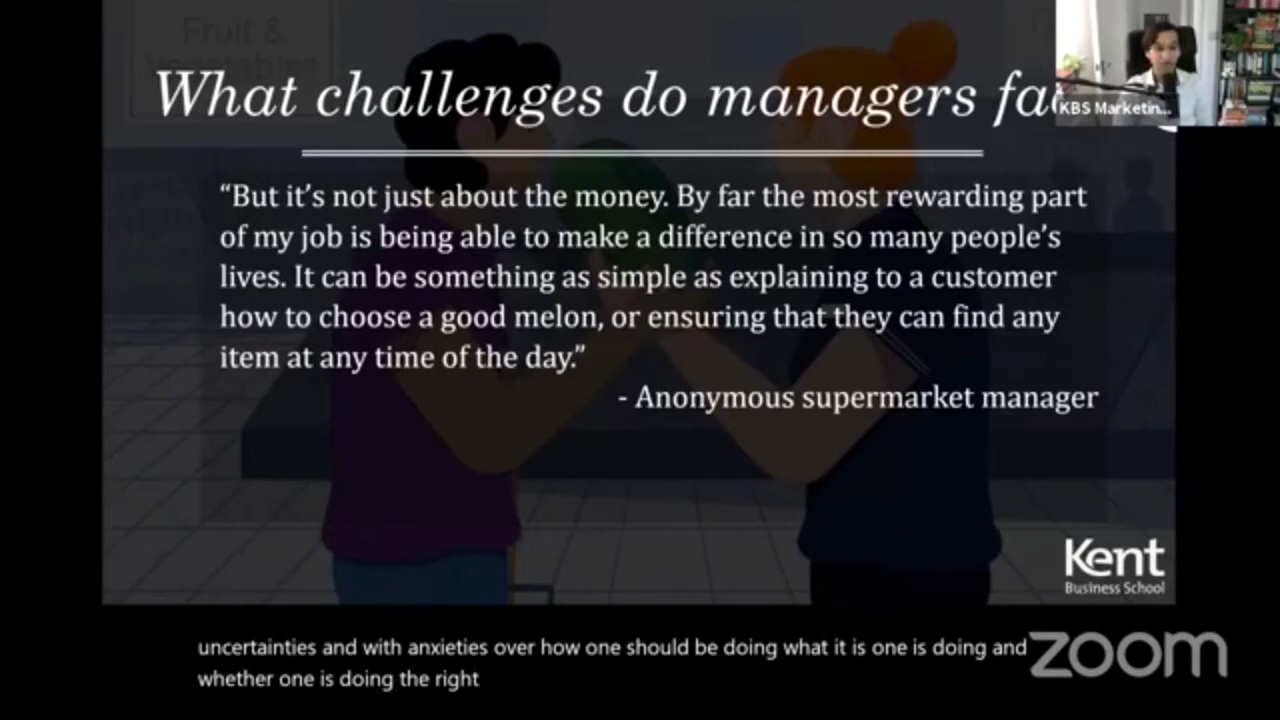 Fruit &
Vegetables
What challenges do managers fa
KBS Marketin...
“But it’s not just about the money. By far the most rewarding part
of my job is being able to make a difference in so many people’s
lives. It can be something as simple as explaining to a customer
how to choose a good melon, or ensuring that they can find any
item at any time of the day.”
- Anonymous supermarket manager
Kent
Business School
uncertainties and with anxieties over how one should be doing what it is one is doing and
whether one is doing the right
zoom